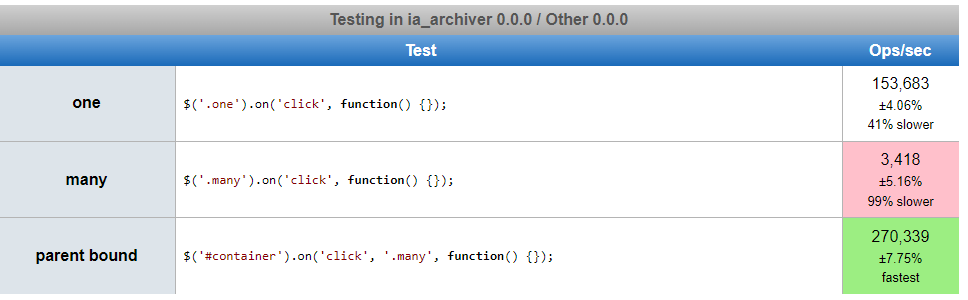 Testing in ia_archiver 0.0.0 / Other 0.0.0
Test Ops/sec
one $('.one').on('click', function() {}); 153,683
±4.06%
41% slower
many $('.many').on('click', function() {}); 3,418
±5.16%
99% slower
parent bound $('#container').on('click', '.many', function() {}); 270,339
±7.75%
fastest